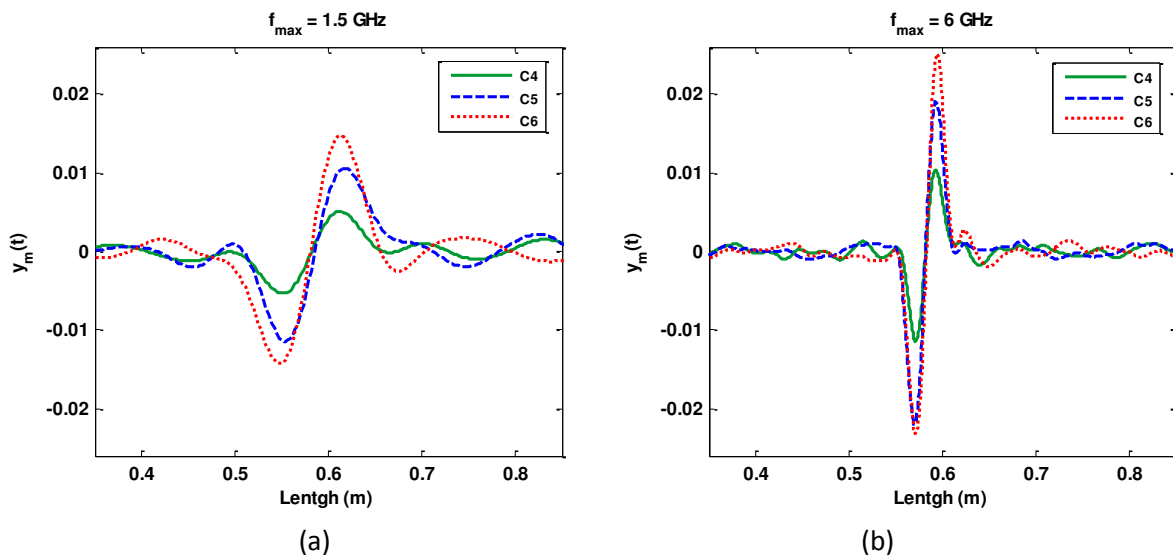 f_max = 1.5 GHz
y_m(t)
0.02
0.01
0
-0.01
-0.02
0.4 0.5 0.6 0.7 0.8
Lentgh (m)
C4
C5
C6
(a)
f_max = 6 GHz
y_m(t)
0.02
0.01
0
-0.01
-0.02
0.4 0.5 0.6 0.7 0.8
Lentgh (m)
C4
C5
C6
(b)